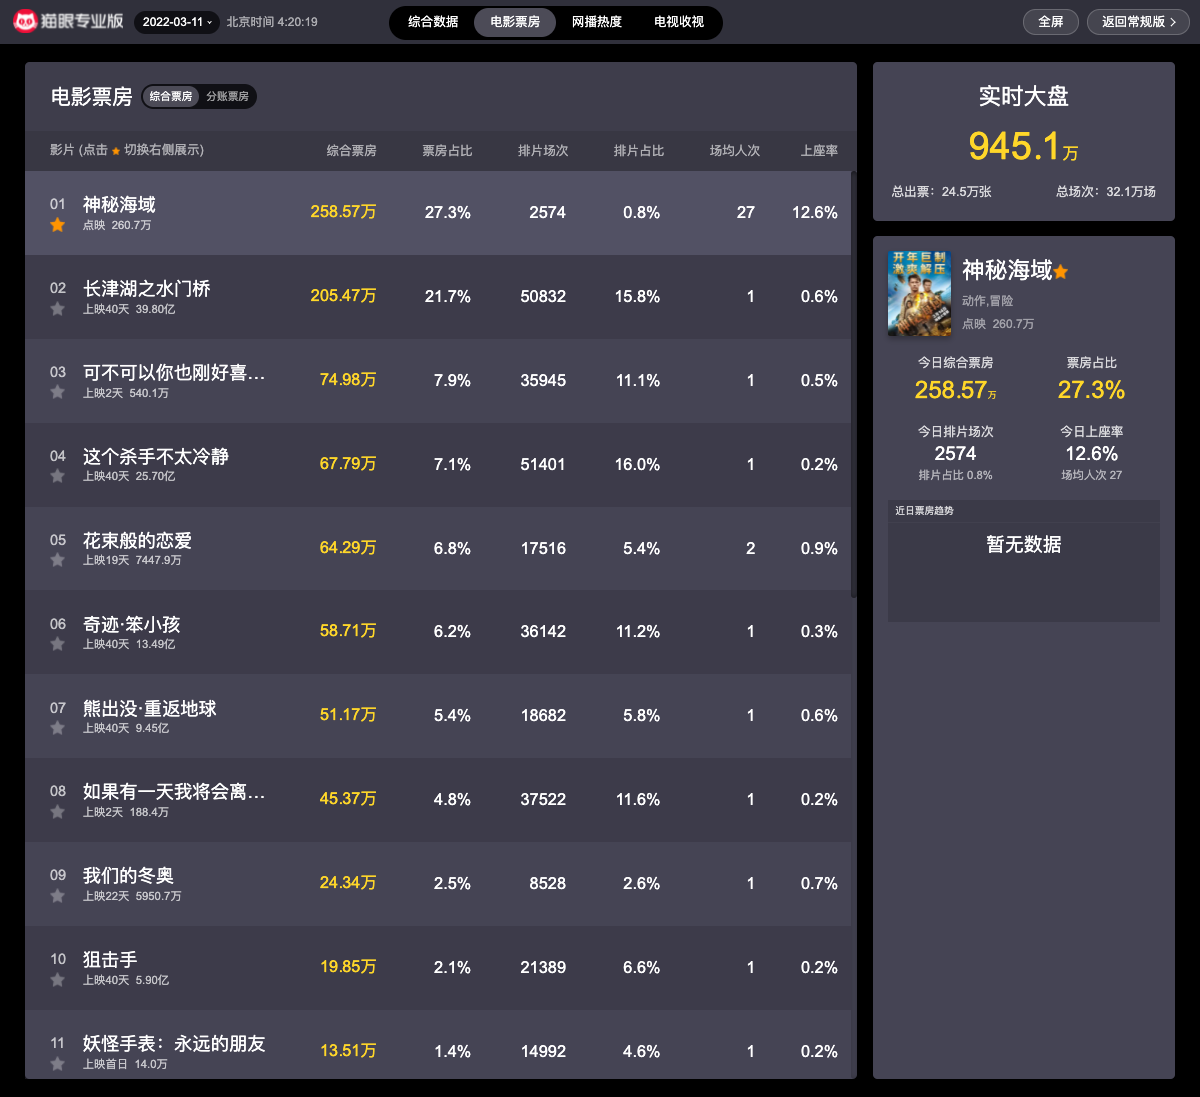 猫眼专业版 2022-03-11 北京时间 4:20:19 综合数据 电影票房 网播热度 电视收视 全屏 返回常规版
电影票房 综合票房 分账票房
影片 (点击 ★ 切换右侧展示) 综合票房 票房占比 排片场次 排片占比 场均人次 上座率
01 神秘海域 258.57万 27.3% 2574 0.8% 27 12.6%
点映 260.7万
02 长津湖之水门桥 205.47万 21.7% 50832 15.8% 1 0.6%
上映40天 39.80亿
03 可不可以你也刚好喜... 74.98万 7.9% 35945 11.1% 1 0.5%
上映2天 540.1万
04 这个杀手不太冷静 67.79万 7.1% 51401 16.0% 1 0.2%
上映40天 25.70亿
05 花束般的恋爱 64.29万 6.8% 17516 5.4% 2 0.9%
上映19天 7447.9万
06 奇迹·笨小孩 58.71万 6.2% 36142 11.2% 1 0.3%
上映40天 13.49亿
07 熊出没·重返地球 51.17万 5.4% 18682 5.8% 1 0.6%
上映40天 9.45亿
08 如果有一天我将会离... 45.37万 4.8% 37522 11.6% 1 0.2%
上映2天 188.4万
09 我们的冬奥 24.34万 2.5% 8528 2.6% 1 0.7%
上映22天 5950.7万
10 狙击手 19.85万 2.1% 21389 6.6% 1 0.2%
上映40天 5.90亿
11 妖怪手表：永远的朋友 13.51万 1.4% 14992 4.6% 1 0.2%
上映首日 14.0万
实时大盘
945.1万
总出票：24.5万张 总场次：32.1万场
开年巨制
激爽解压
神秘海域
动作,冒险
点映 260.7万
今日综合票房 票房占比
258.57万 27.3%
今日排片场次 今日上座率
2574 12.6%
排片占比 0.8% 场均人次 27
近日票房趋势
暂无数据